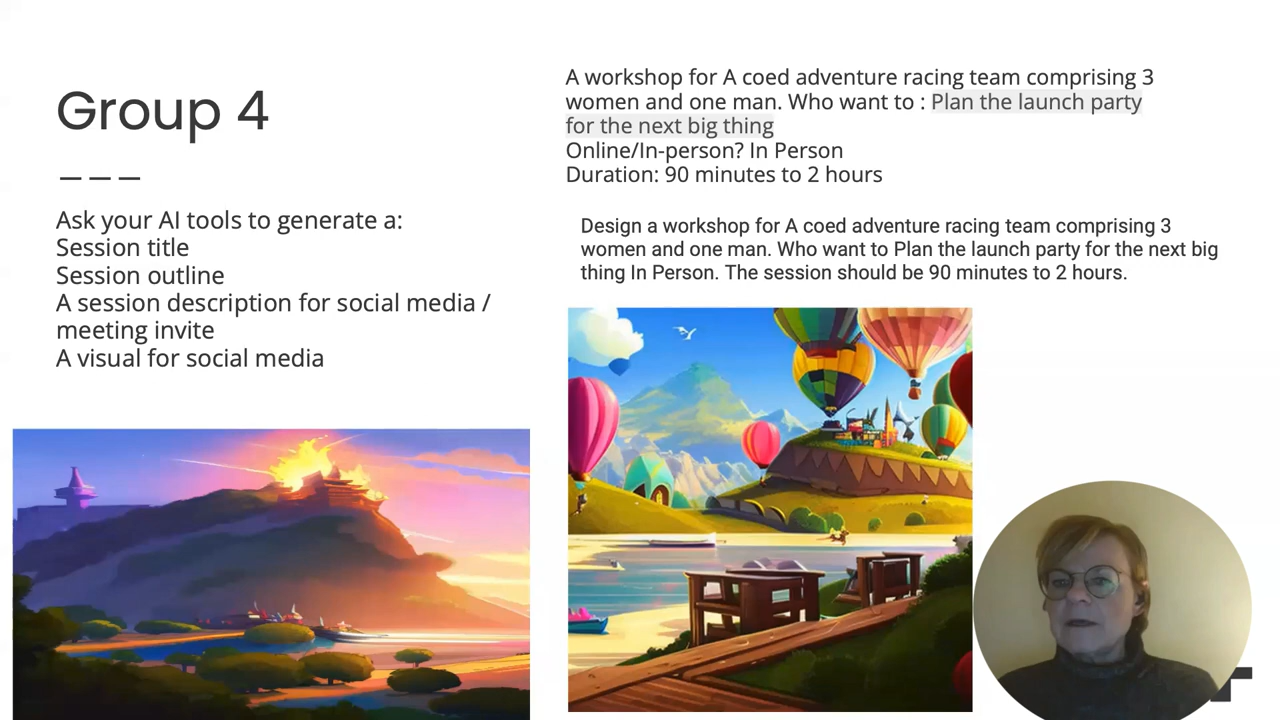 Group 4
Ask your AI tools to generate a:
Session title
Session outline
A session description for social media /
meeting invite
A visual for social media
A workshop for A coed adventure racing team comprising 3
women and one man. Who want to : Plan the launch party
for the next big thing
Online/In-person? In Person
Duration: 90 minutes to 2 hours
Design a workshop for A coed adventure racing team comprising 3
women and one man. Who want to Plan the launch party for the next big
thing In Person. The session should be 90 minutes to 2 hours.